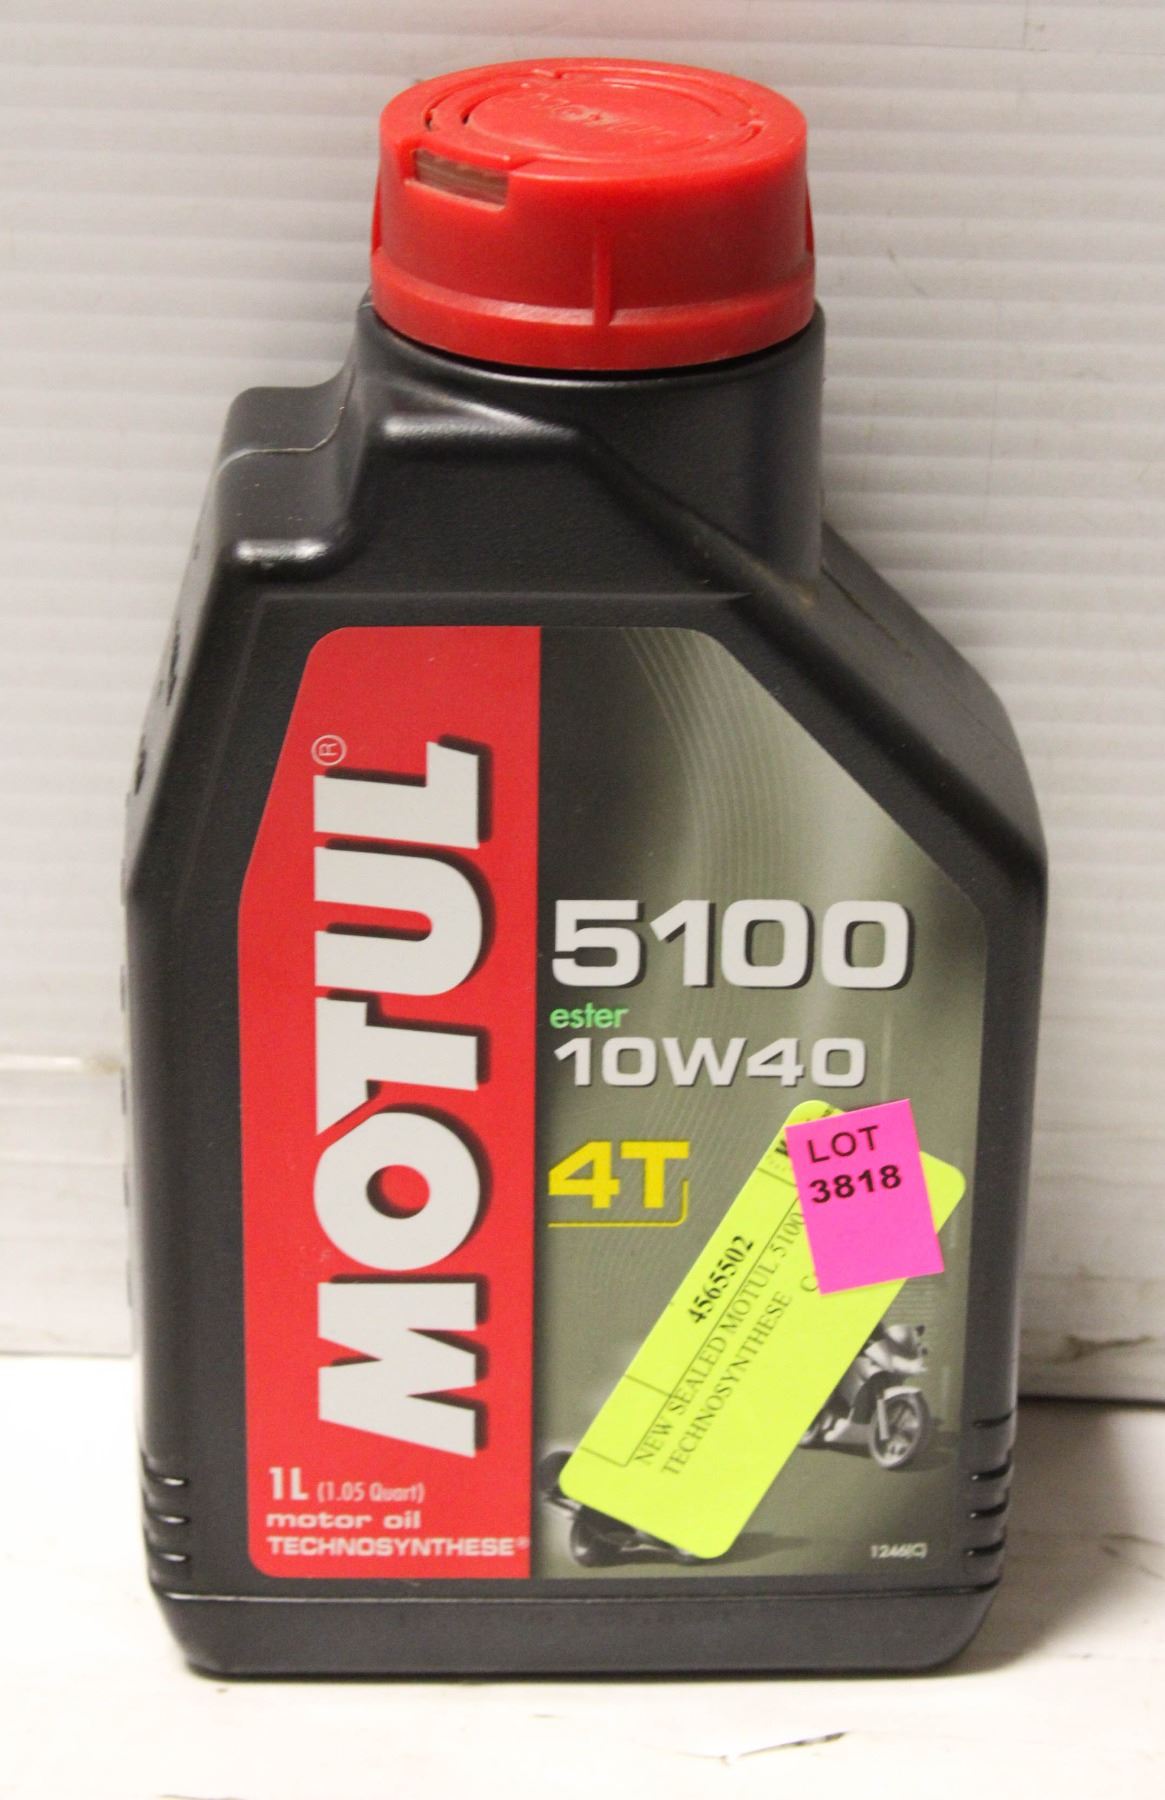 MOTUL®
5100
ester
10W40
4T
LOT
3818
4565502
NEW SEALED MOTUL 5100
TECHNOSYNTHESE
1L (1.05 Quart)
motor oil
TECHNOSYNTHESE®
1246(C)